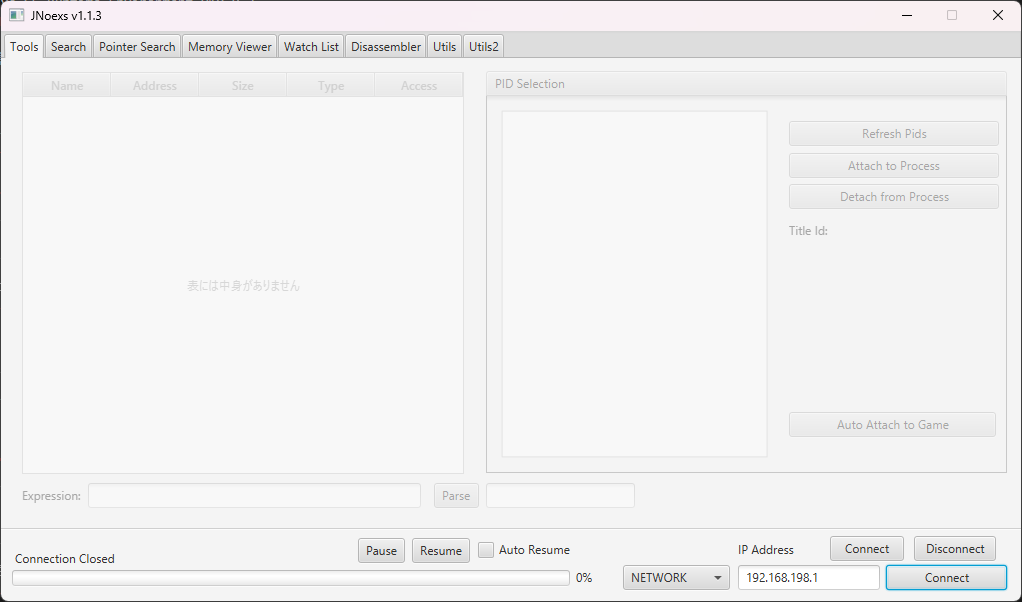 JNoexs v1.1.3
Tools Search Pointer Search Memory Viewer Watch List Disassembler Utils Utils2
Name Address Size Type Access
表には中身がありません
PID Selection
Refresh Pids
Attach to Process
Detach from Process
Title Id:
Auto Attach to Game
Expression: Parse
Connection Closed
Pause Resume Auto Resume
IP Address Connect Disconnect
0% NETWORK 192.168.198.1 Connect